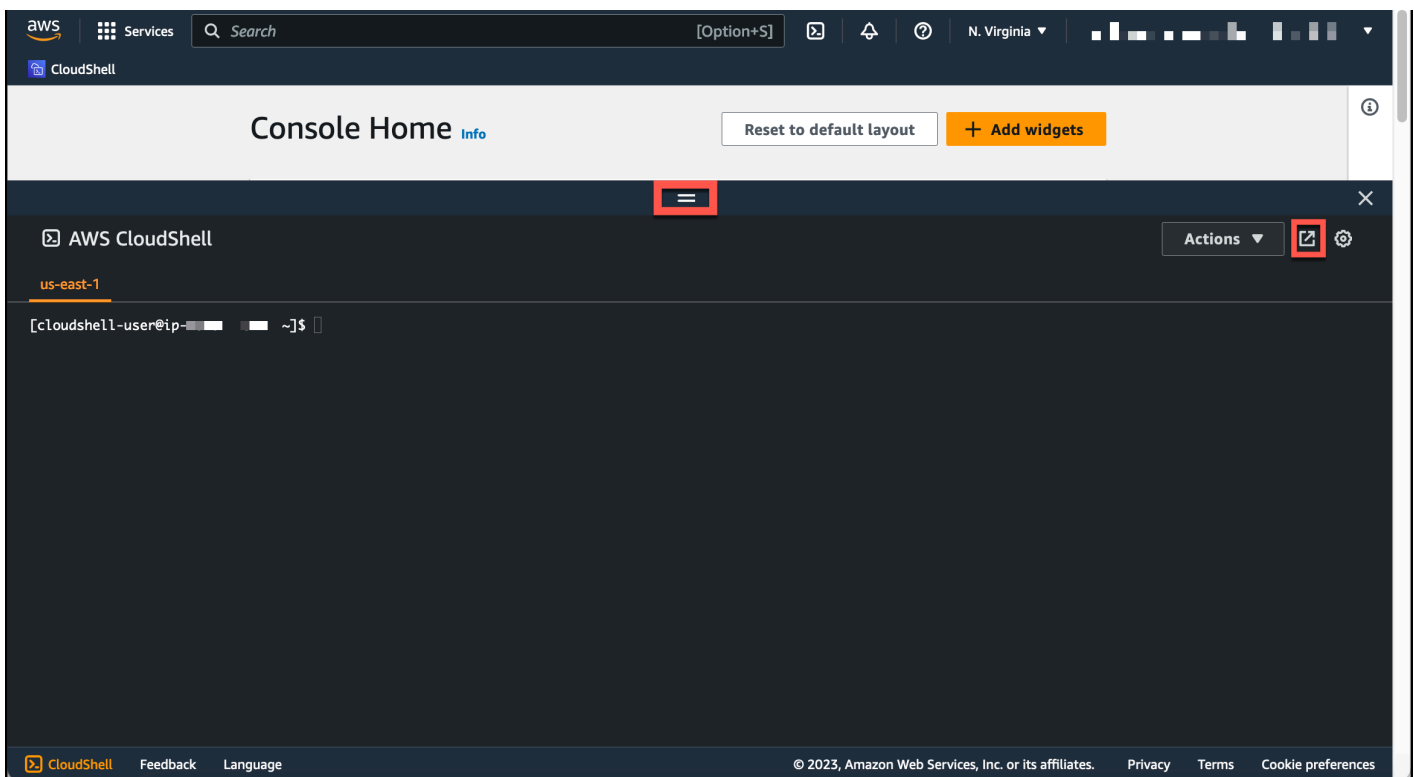 aws Services Search [Option+S] N. Virginia
CloudShell
Console Home Info Reset to default layout + Add widgets
AWS CloudShell Actions
us-east-1
[cloudshell-user@ip- ~]$
CloudShell Feedback Language © 2023, Amazon Web Services, Inc. or its affiliates. Privacy Terms Cookie preferences